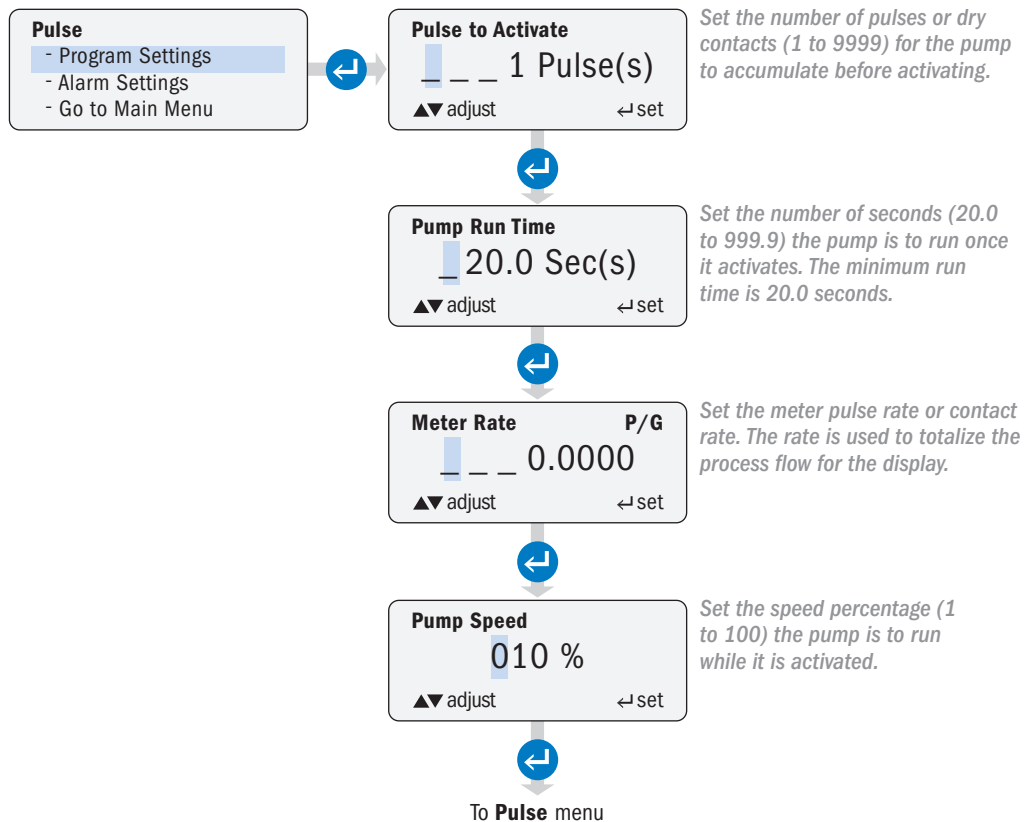 Pulse
- Program Settings
- Alarm Settings
- Go to Main Menu
Pulse to Activate
_ _ _ 1 Pulse(s)
▲▼ adjust ↵ set
Set the number of pulses or dry
contacts (1 to 9999) for the pump
to accumulate before activating.
Pump Run Time
_ 20.0 Sec(s)
▲▼ adjust ↵ set
Set the number of seconds (20.0
to 999.9) the pump is to run once
it activates. The minimum run
time is 20.0 seconds.
Meter Rate P/G
_ _ _ 0.0000
▲▼ adjust ↵ set
Set the meter pulse rate or contact
rate. The rate is used to totalize the
process flow for the display.
Pump Speed
010 %
▲▼ adjust ↵ set
Set the speed percentage (1
to 100) the pump is to run
while it is activated.
To Pulse menu